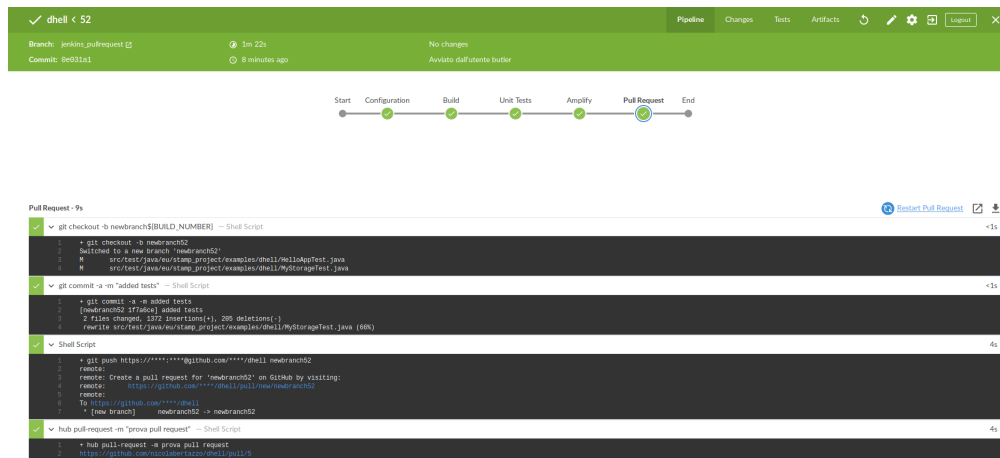 dhell < 52
Pipeline Changes Tests Artifacts Logout
Branch: jenkins_pullrequest 1m 22s No changes
Commit: 0e031a1 8 minutes ago Avviato dall'utente butler
Start Configuration Build Unit Tests Amplify Pull Request End
Pull Request - 9s Restart Pull Request
git checkout -b newbranch${BUILD_NUMBER} — Shell Script <1s
1 + git checkout -b newbranch52
2 Switched to a new branch 'newbranch52'
3 M src/test/java/eu/stamp_project/examples/dhell/HelloAppTest.java
4 M src/test/java/eu/stamp_project/examples/dhell/MyStorageTest.java
git commit -a -m "added tests" — Shell Script <1s
1 + git commit -a -m added tests
2 [newbranch52 1f7a6ce] added tests
3 2 files changed, 1372 insertions(+), 205 deletions(-)
4 rewrite src/test/java/eu/stamp_project/examples/dhell/MyStorageTest.java (66%)
Shell Script 4s
1 + git push https://****:****@github.com/****/dhell newbranch52
2 remote:
3 remote: Create a pull request for 'newbranch52' on GitHub by visiting:
4 remote: https://github.com/****/dhell/pull/new/newbranch52
5 remote:
6 To https://github.com/****/dhell
7 * [new branch] newbranch52 -> newbranch52
hub pull-request -m "prova pull request" — Shell Script 4s
1 + hub pull-request -m prova pull request
2 https://github.com/nicolabertazzo/dhell/pull/5